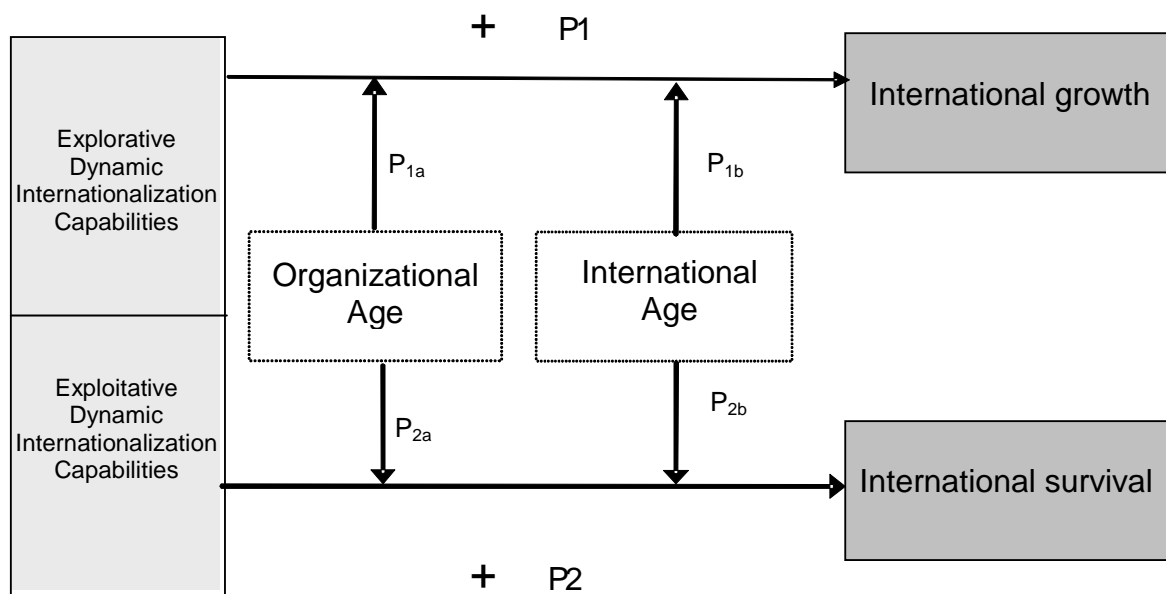 + P1
Explorative
Dynamic
Internationalization
Capabilities
International growth
P1a
P1b
Organizational
Age
International
Age
Exploitative
Dynamic
Internationalization
Capabilities
P2a
P2b
International survival
+ P2